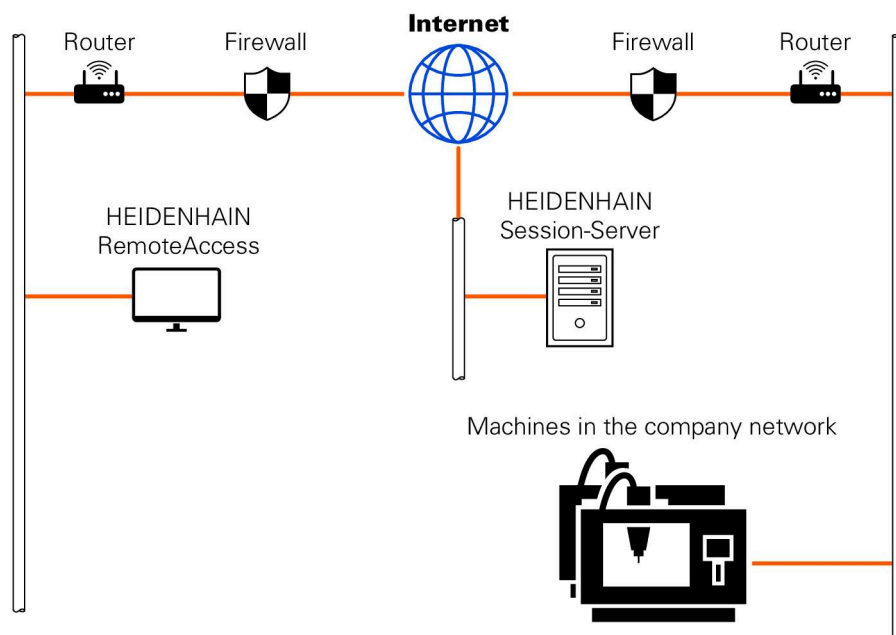 Internet
Router
Firewall
Firewall
Router
HEIDENHAIN
RemoteAccess
HEIDENHAIN
Session-Server
Machines in the company network